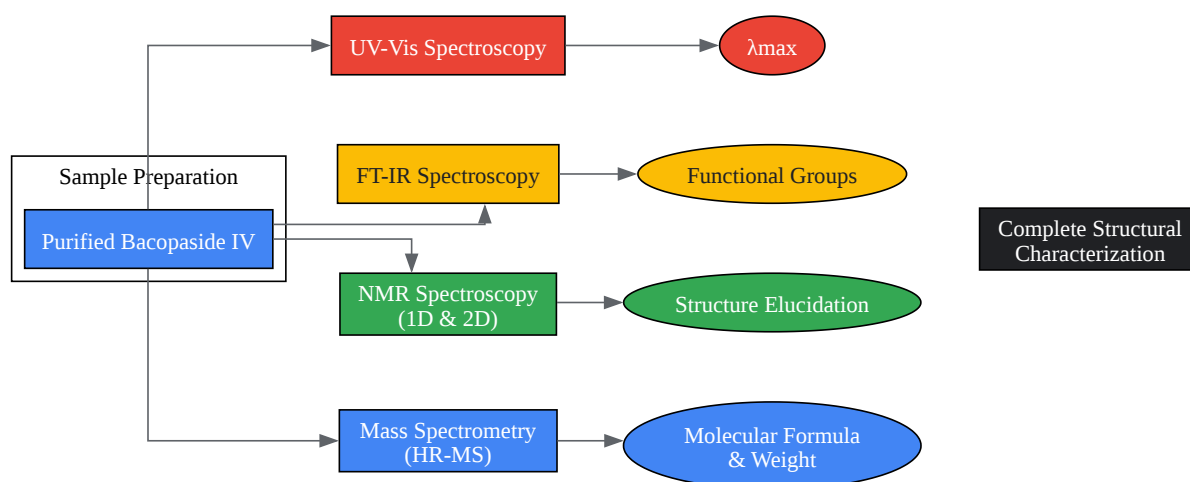 UV-Vis Spectroscopy
λmax
Sample Preparation
Purified Bacopaside IV
FT-IR Spectroscopy
Functional Groups
NMR Spectroscopy
(1D & 2D)
Structure Elucidation
Mass Spectrometry
(HR-MS)
Molecular Formula
& Weight
Complete Structural
Characterization